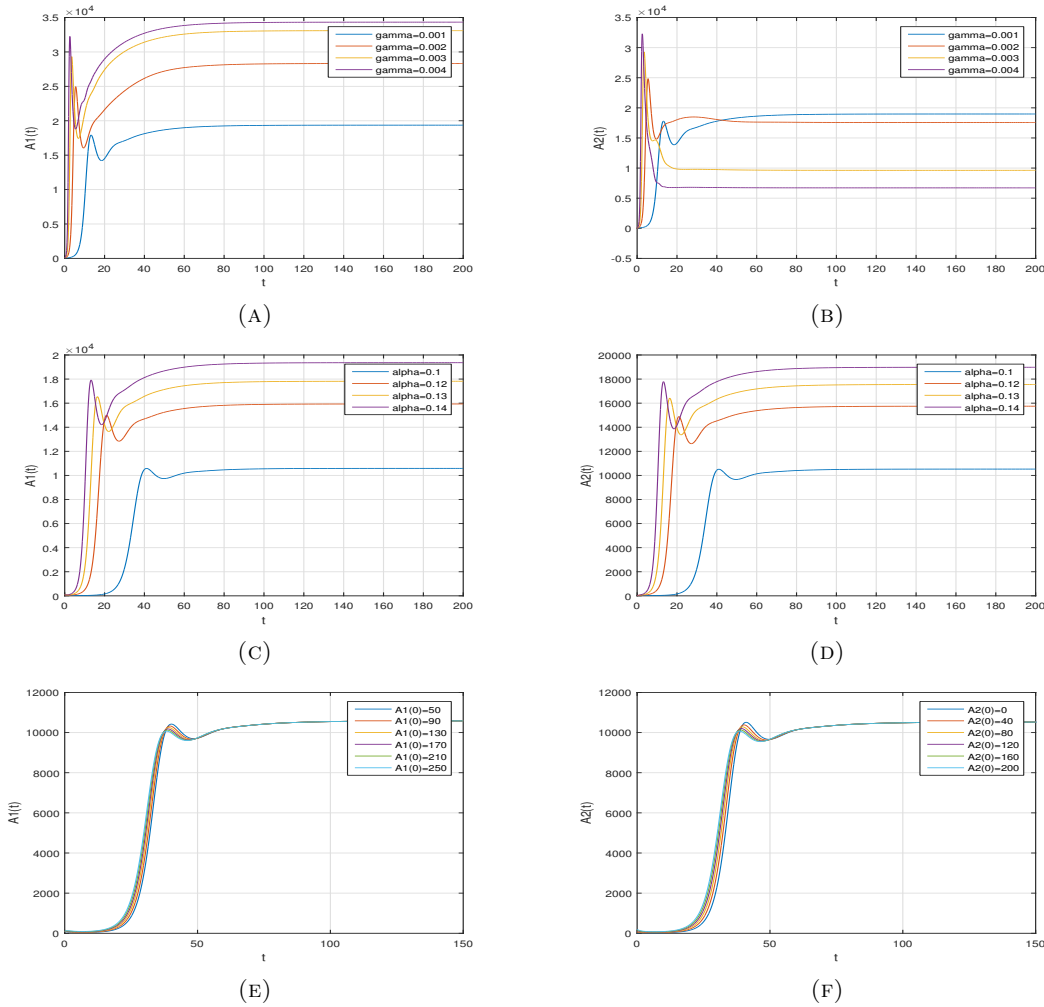 ×10⁴
×10⁴
3.5
3
2.5
2
1.5
1
0.5
0
A1(t)
gamma=0.001
gamma=0.002
gamma=0.003
gamma=0.004
0 20 40 60 80 100 120 140 160 180 200
t
(A)
3.5
3
2.5
2
1.5
1
0.5
0
-0.5
A2(t)
gamma=0.001
gamma=0.002
gamma=0.003
gamma=0.004
0 20 40 60 80 100 120 140 160 180 200
t
(B)
×10⁴
2
1.8
1.6
1.4
1.2
1
0.8
0.6
0.4
0.2
0
A1(t)
alpha=0.1
alpha=0.12
alpha=0.13
alpha=0.14
0 20 40 60 80 100 120 140 160 180 200
t
(C)
20000
18000
16000
14000
12000
10000
8000
6000
4000
2000
0
A2(t)
alpha=0.1
alpha=0.12
alpha=0.13
alpha=0.14
0 20 40 60 80 100 120 140 160 180 200
t
(D)
12000
10000
8000
6000
4000
2000
0
A1(t)
A1(0)=50
A1(0)=90
A1(0)=130
A1(0)=170
A1(0)=210
A1(0)=250
0 50 100 150
t
(E)
12000
10000
8000
6000
4000
2000
0
A2(t)
A2(0)=0
A2(0)=40
A2(0)=80
A2(0)=120
A2(0)=160
A2(0)=200
0 50 100 150
t
(F)